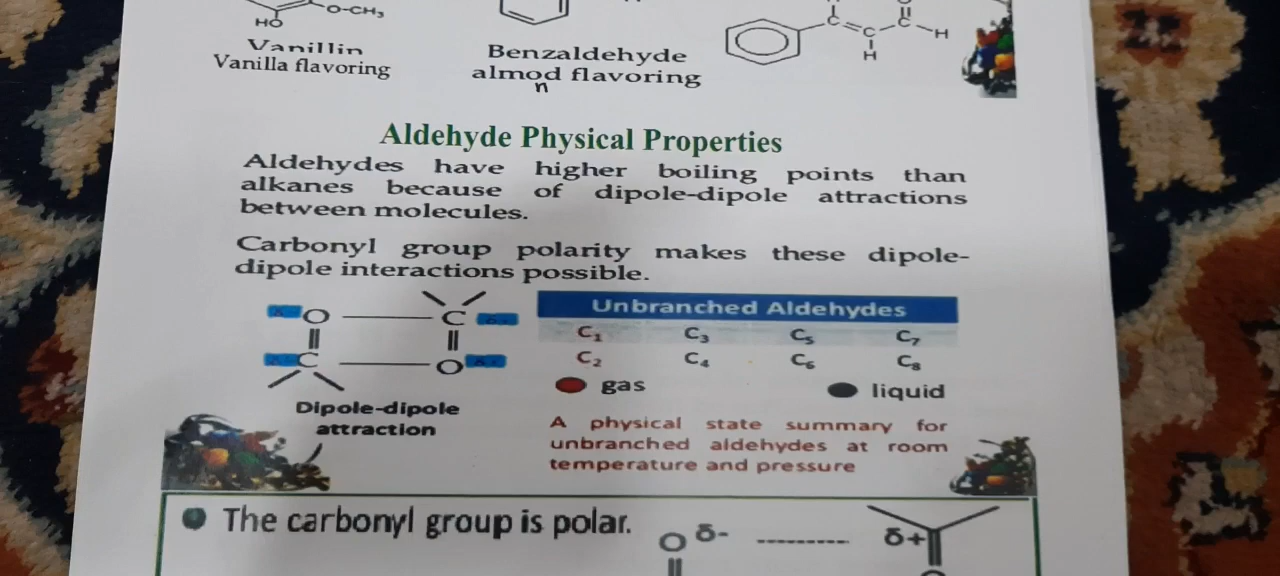 HO
O-CH3
Vanillin
Vanilla flavoring
Benzaldehyde
almod flavoring
n
C
C
C
H
H
Aldehyde Physical Properties
Aldehydes have higher boiling points than
alkanes because of dipole-dipole attractions
between molecules.
Carbonyl group polarity makes these dipole-
dipole interactions possible.
O C
C O
Dipole-dipole
attraction
Unbranched Aldehydes
C1 C3 C5 C7
C2 C4 C6 C8
gas liquid
A physical state summary for
unbranched aldehydes at room
temperature and pressure
The carbonyl group is polar.
O δ- --------- δ+